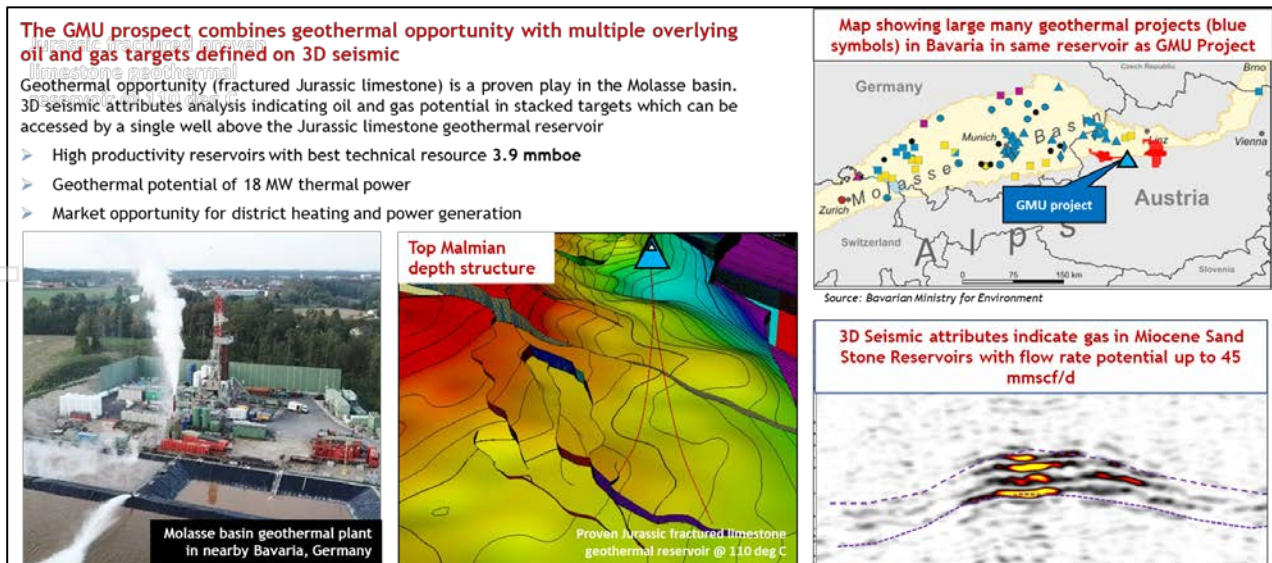 The GMU prospect combines geothermal opportunity with multiple overlying
oil and gas targets defined on 3D seismic
Jurassic fractured proven
limestone geothermal
reservoir @ 110 deg C
Geothermal opportunity (fractured Jurassic limestone) is a proven play in the Molasse basin.
3D seismic attributes analysis indicating oil and gas potential in stacked targets which can be
accessed by a single well above the Jurassic limestone geothermal reservoir
High productivity reservoirs with best technical resource 3.9 mmboe
Geothermal potential of 18 MW thermal power
Market opportunity for district heating and power generation
Molasse basin geothermal plant
in nearby Bavaria, Germany
Top Malmian
depth structure
Proven Jurassic fractured limestone
geothermal reservoir @ 110 deg C
Map showing large many geothermal projects (blue
symbols) in Bavaria in same reservoir as GMU Project
Czech Republic
Brno
Germany
Munich
Linz
Vienna
Molasse Basin
Zurich
GMU project
Austria
Switzerland
Alps
Slovenia
0 75 150 km
Source: Bavarian Ministry for Environment
3D Seismic attributes indicate gas in Miocene Sand
Stone Reservoirs with flow rate potential up to 45
mmscf/d